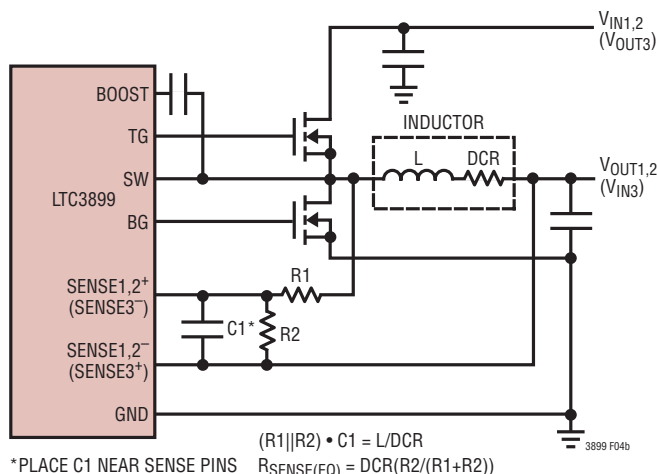 VIN1,2
(VOUT3)
BOOST
TG
INDUCTOR
L DCR
SW
VOUT1,2
(VIN3)
LTC3899
BG
R1
SENSE1,2+
(SENSE3–)
C1*
R2
SENSE1,2–
(SENSE3+)
GND
(R1||R2) • C1 = L/DCR
3899 F04b
*PLACE C1 NEAR SENSE PINS RSENSE(EQ) = DCR(R2/(R1+R2))